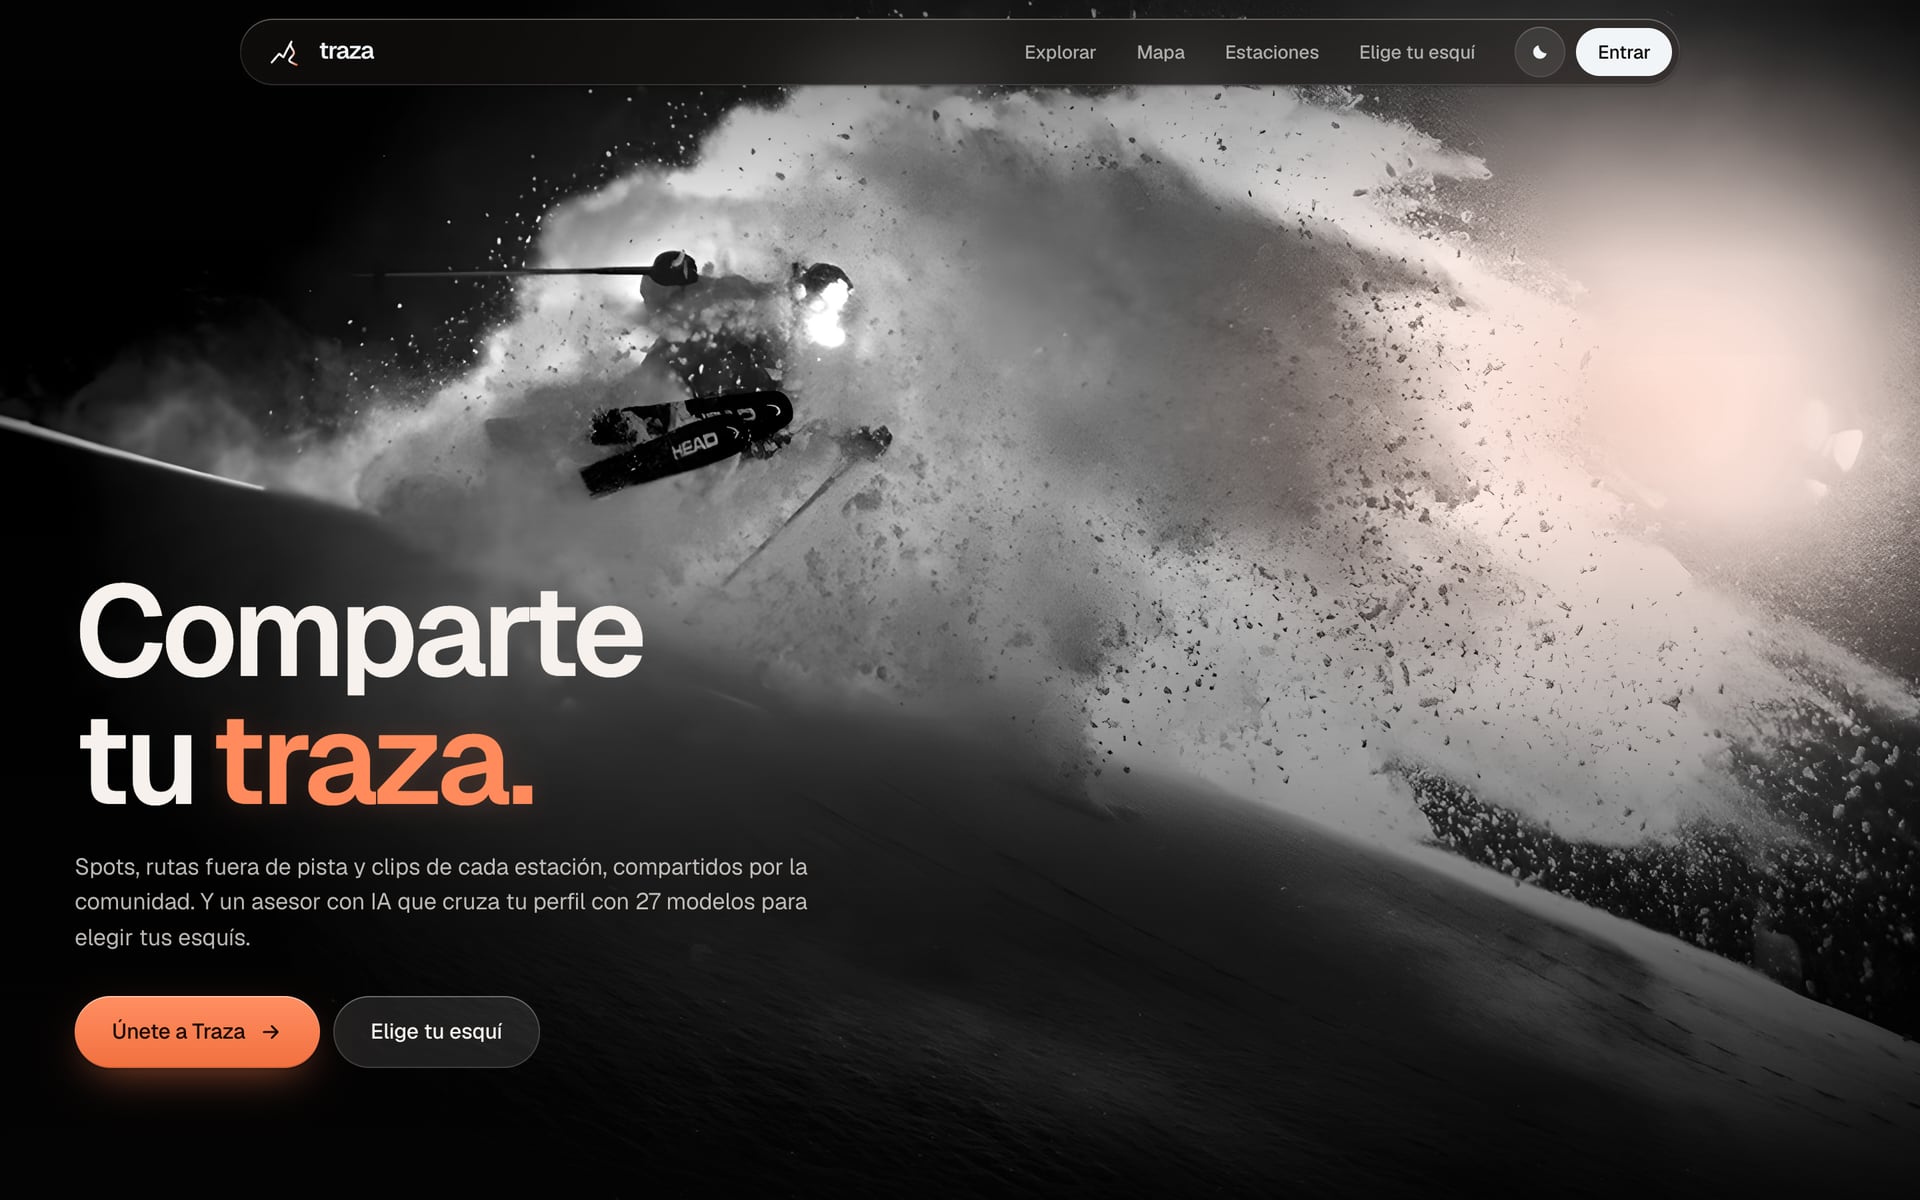 traza
Explorar
Mapa
Estaciones
Elige tu esquí
Entrar
HEAD
Comparte
tu traza.
Spots, rutas fuera de pista y clips de cada estación, compartidos por la
comunidad. Y un asesor con IA que cruza tu perfil con 27 modelos para
elegir tus esquís.
Únete a Traza →
Elige tu esquí